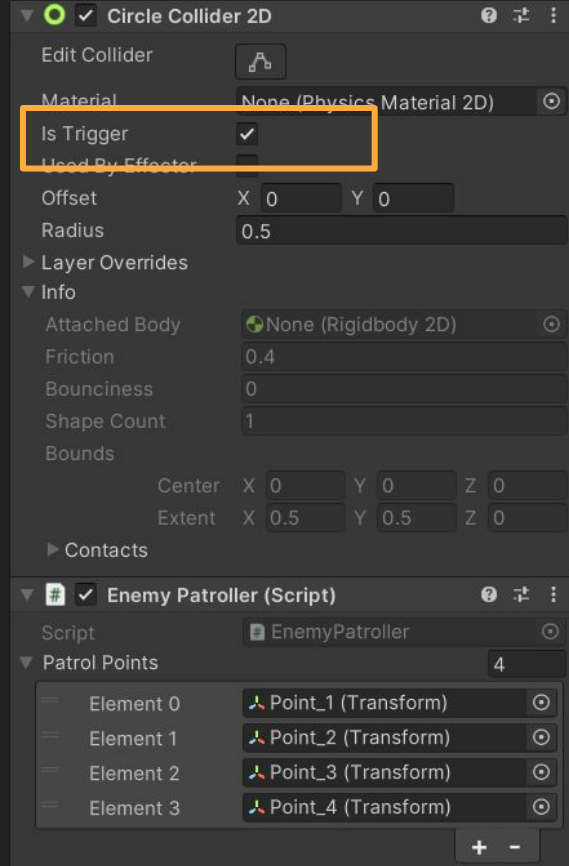 Circle Collider 2D
Edit Collider
Material None (Physics Material 2D)
Is Trigger
Used By Effector
Offset X 0 Y 0
Radius 0.5
Layer Overrides
Info
Attached Body None (Rigidbody 2D)
Friction 0.4
Bounciness 0
Shape Count 1
Bounds
Center X 0 Y 0 Z 0
Extent X 0.5 Y 0.5 Z 0
Contacts
# Enemy Patroller (Script)
Script # EnemyPatroller
Patrol Points 4
Element 0 Point_1 (Transform)
Element 1 Point_2 (Transform)
Element 2 Point_3 (Transform)
Element 3 Point_4 (Transform)
+ -